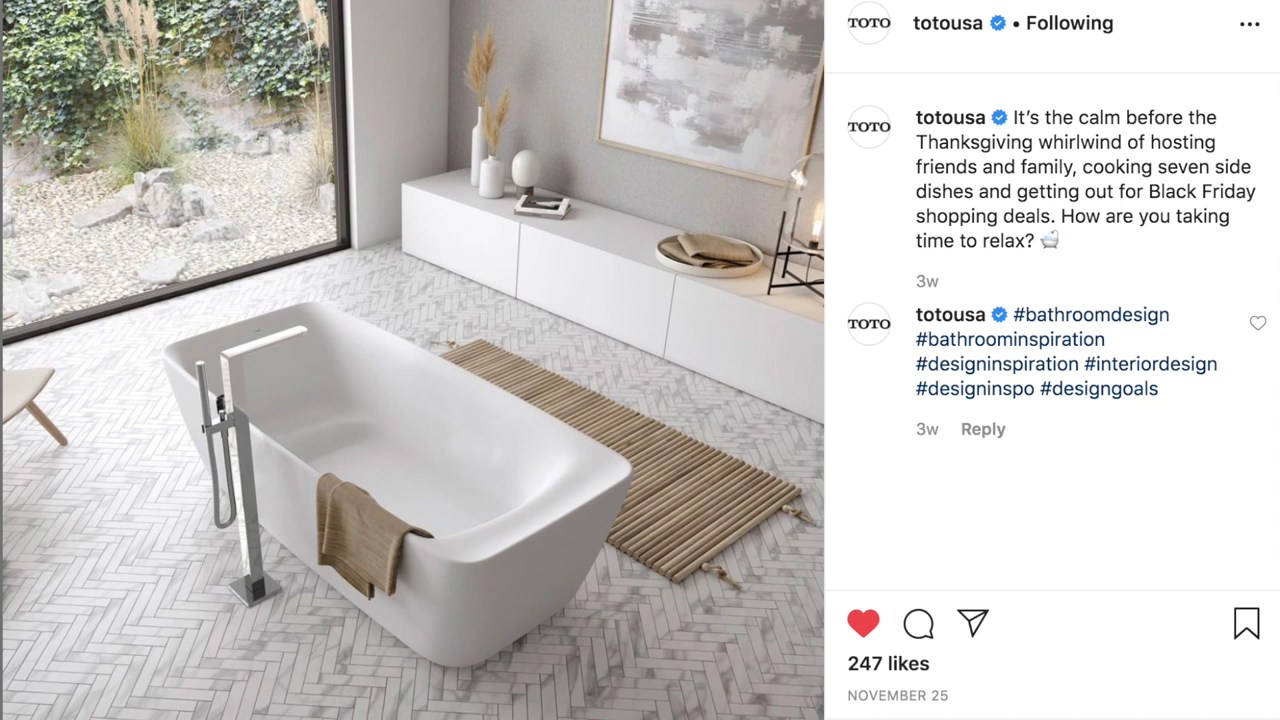 TOTO totousa • Following
TOTO totousa It’s the calm before the
Thanksgiving whirlwind of hosting
friends and family, cooking seven side
dishes and getting out for Black Friday
shopping deals. How are you taking
time to relax? 🛁
3w
TOTO totousa #bathroomdesign
#bathroominspiration
#designinspiration #interiordesign
#designinspo #designgoals
3w Reply
247 likes
NOVEMBER 25